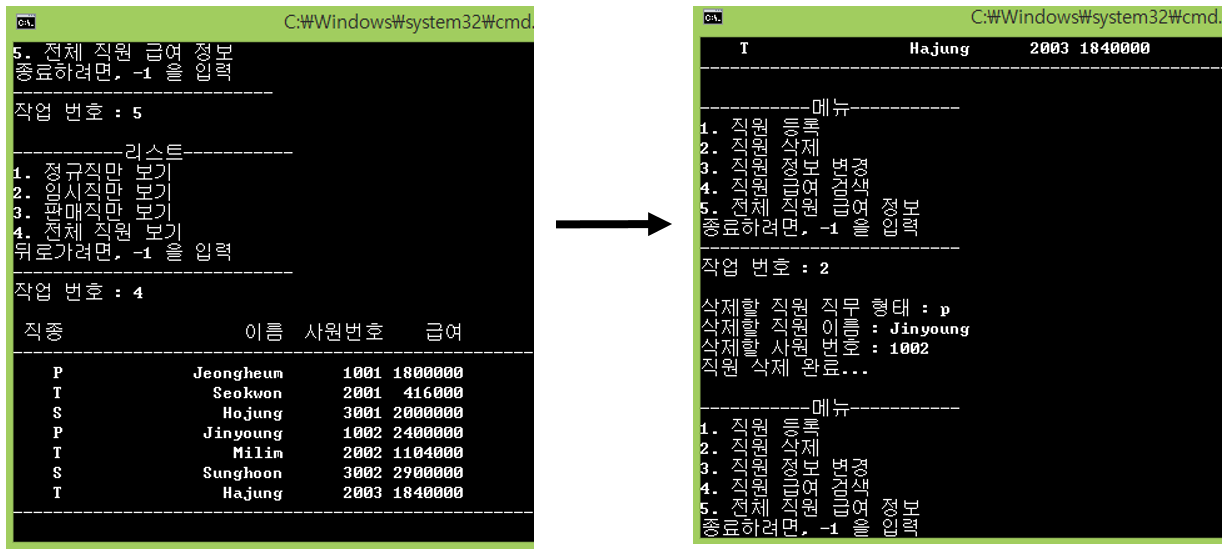 C:₩Windows₩system32₩cmd.
5. 전체 직원 급여 정보
종료하려면, -1 을 입력
--------------------------
작업 번호 : 5
-----------리스트-----------
1. 정규직만 보기
2. 임시직만 보기
3. 판매직만 보기
4. 전체 직원 보기
뒤로가려면, -1 을 입력
----------------------------
작업 번호 : 4
직종 이름 사원번호 급여
----------------------------------------------------
P Jeongheum 1001 1800000
T Seokwon 2001 416000
S Hojung 3001 2000000
P Jinyoung 1002 2400000
T Milim 2002 1104000
S Sunghoon 3002 2900000
T Hajung 2003 1840000
----------------------------------------------------
C:₩Windows₩system32₩cmd.
T Hajung 2003 1840000
----------------------------------------------------
-----------메뉴-----------
1. 직원 등록
2. 직원 삭제
3. 직원 정보 변경
4. 직원 급여 검색
5. 전체 직원 급여 정보
종료하려면, -1 을 입력
--------------------------
작업 번호 : 2
삭제할 직원 직무 형태 : p
삭제할 직원 이름 : Jinyoung
삭제할 사원 번호 : 1002
직원 삭제 완료...
-----------메뉴-----------
1. 직원 등록
2. 직원 삭제
3. 직원 정보 변경
4. 직원 급여 검색
5. 전체 직원 급여 정보
종료하려면, -1 을 입력